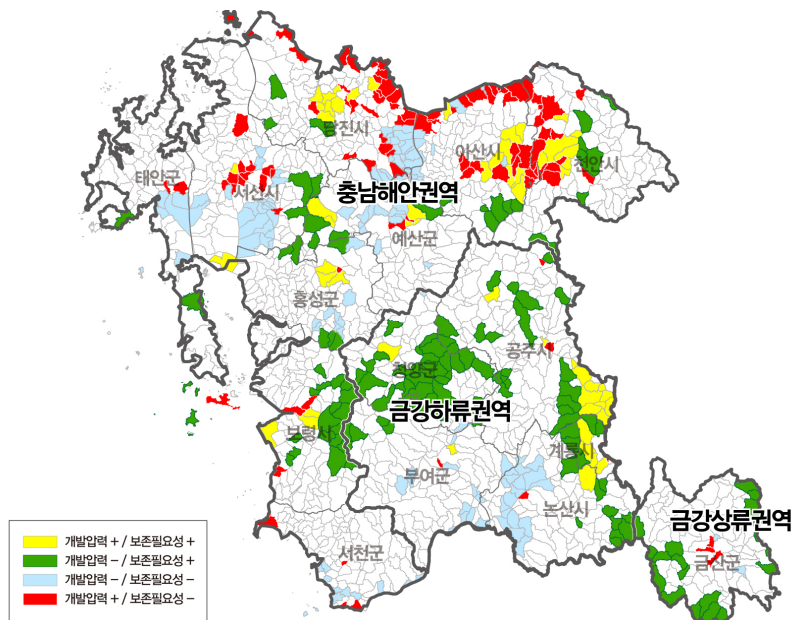 당진시
아산시
천안시
태안군
서산시
충남해안권역
예산군
홍성군
공주시
청양군
금강하류권역
보령시
계룡시
부여군
논산시
금강상류권역
서천군
금산군
개발압력 + / 보존필요성 +
개발압력 - / 보존필요성 +
개발압력 - / 보존필요성 -
개발압력 + / 보존필요성 -